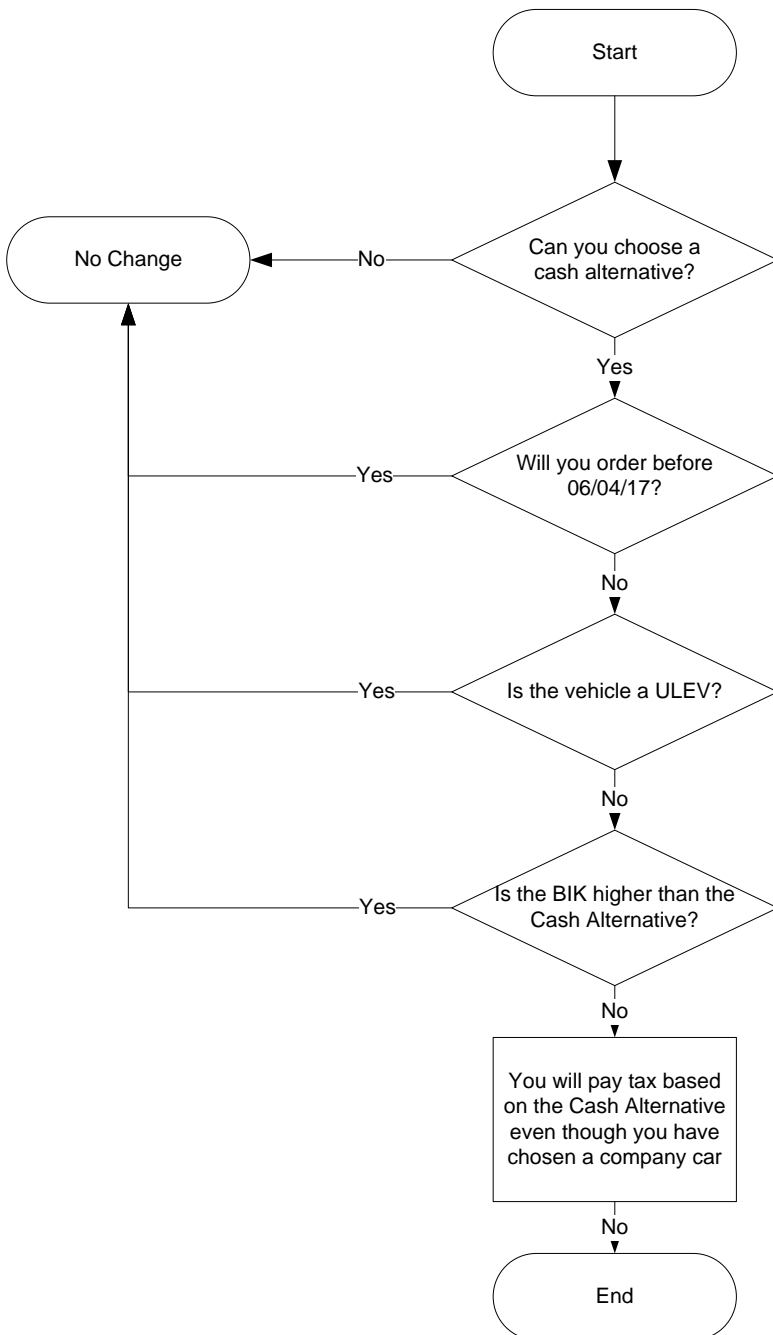 Start
Can you choose a
cash alternative?
No
No Change
Yes
Will you order before
06/04/17?
Yes
No
Is the vehicle a ULEV?
Yes
No
Is the BIK higher than the
Cash Alternative?
Yes
No
You will pay tax based
on the Cash Alternative
even though you have
chosen a company car
No
End